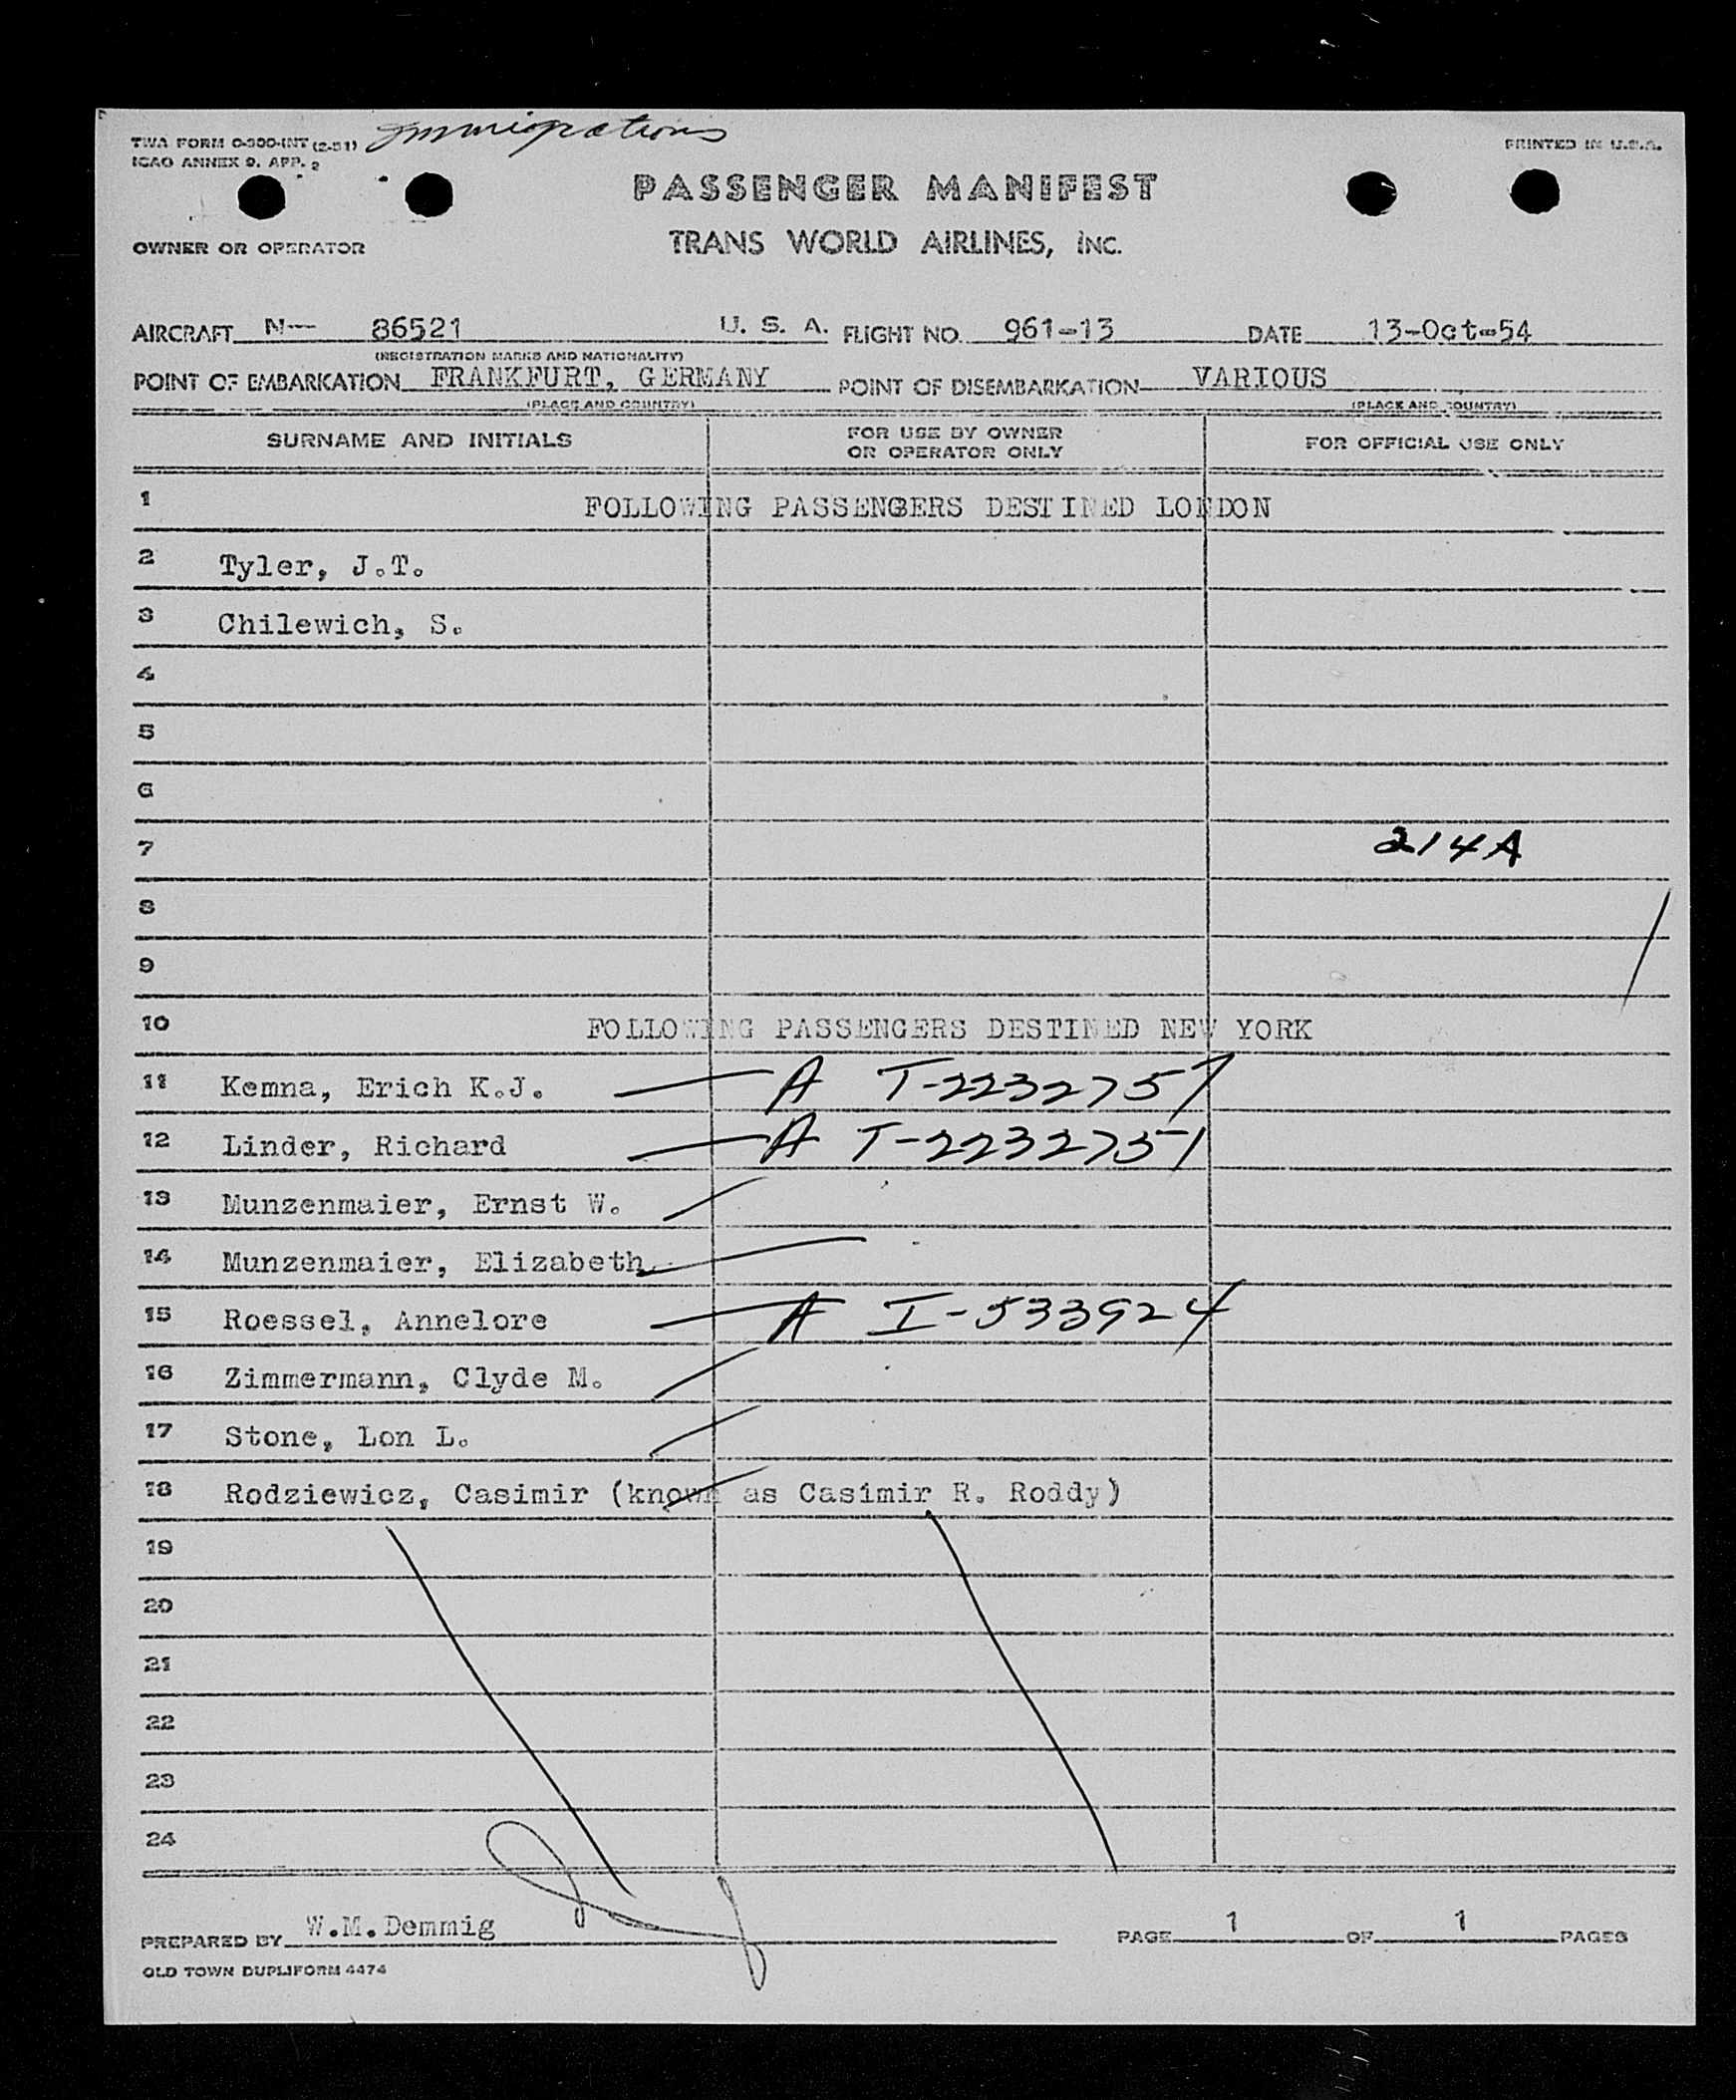 TWA FORM O-300-INT (2-51) Immigrations
ICAO ANNEX 9. APP. 2
PRINTED IN U.S.A.
PASSENGER MANIFEST
OWNER OR OPERATOR TRANS WORLD AIRLINES, INC.
AIRCRAFT N— 86521 U. S. A. FLIGHT NO. 961-13 DATE 13-Oct-54
(REGISTRATION MARKS AND NATIONALITY)
POINT OF EMBARKATION FRANKFURT, GERMANY POINT OF DISEMBARKATION VARIOUS
(PLACE AND COUNTRY) (PLACE AND COUNTRY)
SURNAME AND INITIALS FOR USE BY OWNER OR OPERATOR ONLY FOR OFFICIAL USE ONLY
1 FOLLOWING PASSENGERS DESTINED LONDON
2 Tyler, J.T.
3 Chilewich, S.
4
5
6
7 214A
8
9
10 FOLLOWING PASSENGERS DESTINED NEW YORK
11 Kemna, Erich K.J. A T-2232757
12 Linder, Richard A T-2232751
13 Munzenmaier, Ernst W.
14 Munzenmaier, Elizabeth
15 Roessel, Annelore A I-533924
16 Zimmermann, Clyde M.
17 Stone, Lon L.
18 Rodziewicz, Casimir (known as Casimir R. Roddy)
19
20
21
22
23
24
PREPARED BY W.M.Demmig PAGE 1 OF 1 PAGES
OLD TOWN DUPLIFORM 4474